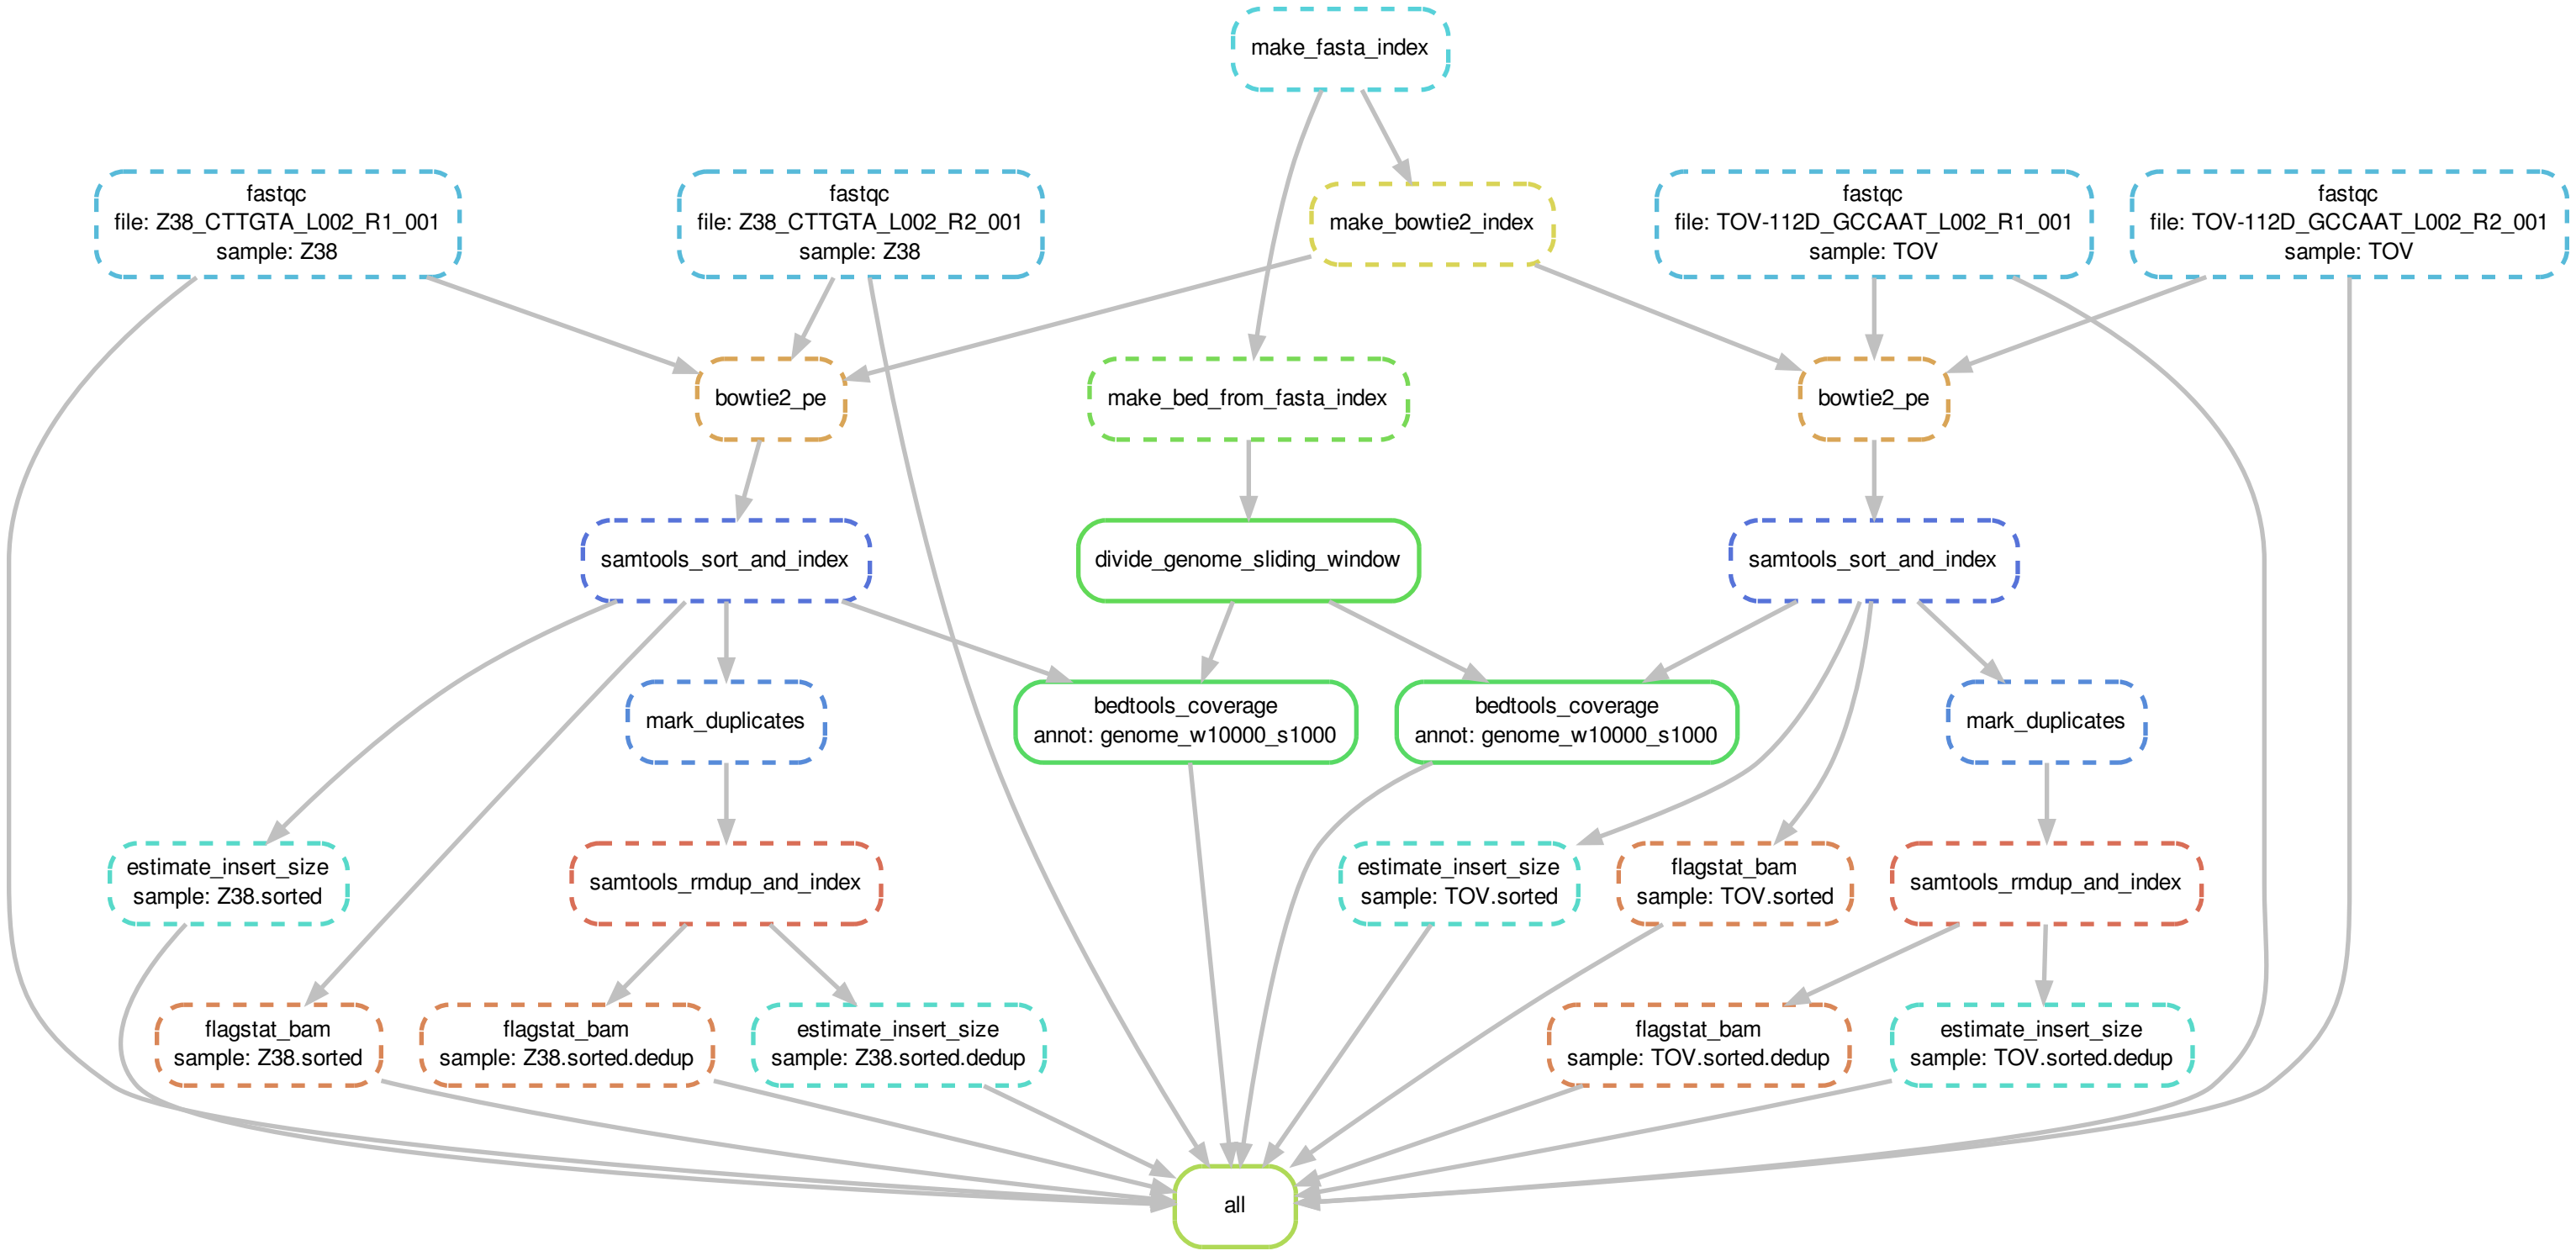 make_fasta_index
fastqc
file: Z38_CTTGTA_L002_R1_001
sample: Z38
fastqc
file: Z38_CTTGTA_L002_R2_001
sample: Z38
make_bowtie2_index
fastqc
file: TOV-112D_GCCAAT_L002_R1_001
sample: TOV
fastqc
file: TOV-112D_GCCAAT_L002_R2_001
sample: TOV
bowtie2_pe
make_bed_from_fasta_index
bowtie2_pe
samtools_sort_and_index
divide_genome_sliding_window
samtools_sort_and_index
mark_duplicates
bedtools_coverage
annot: genome_w10000_s1000
bedtools_coverage
annot: genome_w10000_s1000
mark_duplicates
estimate_insert_size
sample: Z38.sorted
samtools_rmdup_and_index
estimate_insert_size
sample: TOV.sorted
flagstat_bam
sample: TOV.sorted
samtools_rmdup_and_index
flagstat_bam
sample: Z38.sorted
flagstat_bam
sample: Z38.sorted.dedup
estimate_insert_size
sample: Z38.sorted.dedup
flagstat_bam
sample: TOV.sorted.dedup
estimate_insert_size
sample: TOV.sorted.dedup
all